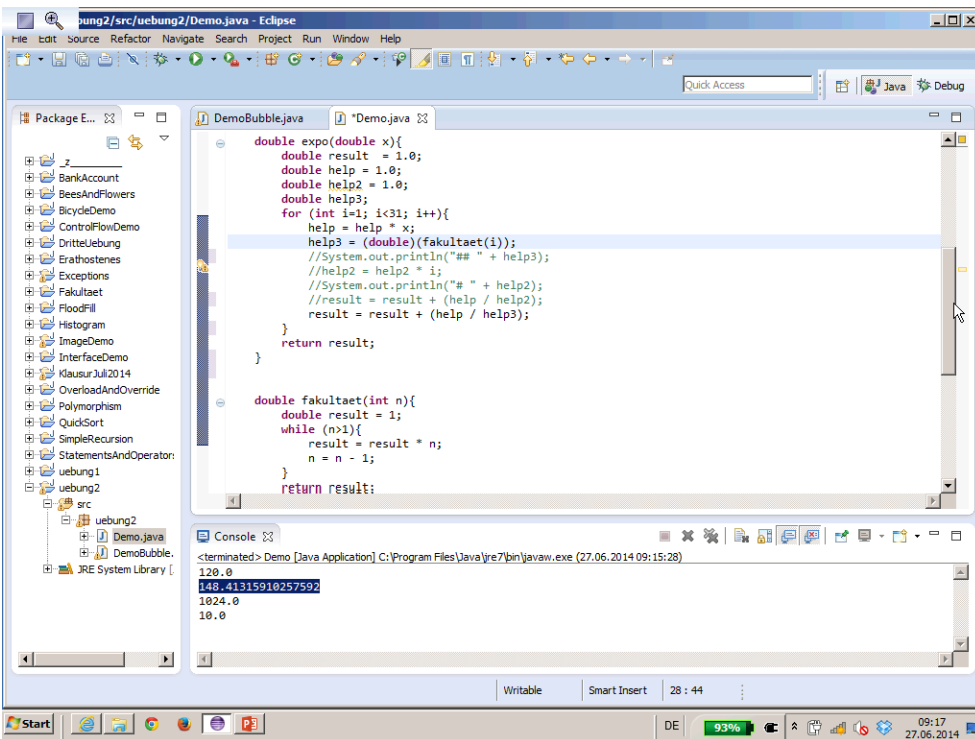 bung2/src/uebung2/Demo.java - Eclipse
File Edit Source Refactor Navigate Search Project Run Window Help
Quick Access
Java
Debug
Package E...
DemoBubble.java
*Demo.java
_z_________
BankAccount
BeesAndFlowers
BicycleDemo
ControlFlowDemo
DritteUebung
Erathostenes
Exceptions
Fakultaet
FloodFill
Histogram
ImageDemo
InterfaceDemo
KlausurJuli2014
OverloadAndOverride
Polymorphism
QuickSort
SimpleRecursion
StatementsAndOperator
uebung1
uebung2
src
uebung2
Demo.java
DemoBubble.
JRE System Library [
double expo(double x){
double result  = 1.0;
double help = 1.0;
double help2 = 1.0;
double help3;
for (int i=1; i<31; i++){
help = help * x;
help3 = (double)(fakultaet(i));
//System.out.println("## " + help3);
//help2 = help2 * i;
//System.out.println("# " + help2);
//result = result + (help / help2);
result = result + (help / help3);
}
return result;
}
double fakultaet(int n){
double result = 1;
while (n>1){
result = result * n;
n = n - 1;
}
return result;
Console
<terminated> Demo [Java Application] C:\Program Files\Java\jre7\bin\javaw.exe (27.06.2014 09:15:28)
120.0
148.41315910257592
1024.0
10.0
Writable
Smart Insert
28 : 44
Start
DE
93%
09:17
27.06.2014